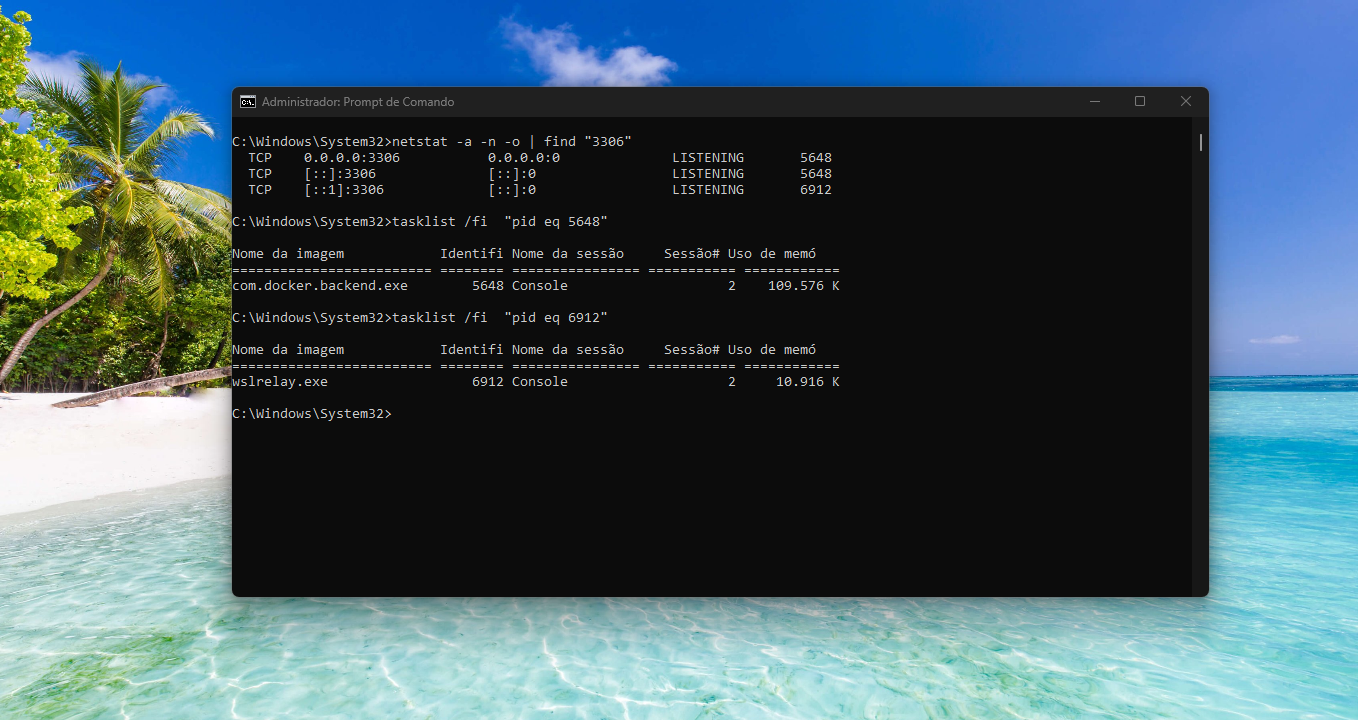 Administrador: Prompt de Comando
C:\Windows\System32>netstat -a -n -o | find "3306"
  TCP    0.0.0.0:3306           0.0.0.0:0              LISTENING       5648
  TCP    [::]:3306              [::]:0                 LISTENING       5648
  TCP    [::1]:3306             [::]:0                 LISTENING       6912
C:\Windows\System32>tasklist /fi  "pid eq 5648"
Nome da imagem            Identifi Nome da sessão     Sessão# Uso de memó
========================= ======== ================ =========== ============
com.docker.backend.exe        5648 Console                    2    109.576 K
C:\Windows\System32>tasklist /fi  "pid eq 6912"
Nome da imagem            Identifi Nome da sessão     Sessão# Uso de memó
========================= ======== ================ =========== ============
wslrelay.exe                  6912 Console                    2     10.916 K
C:\Windows\System32>